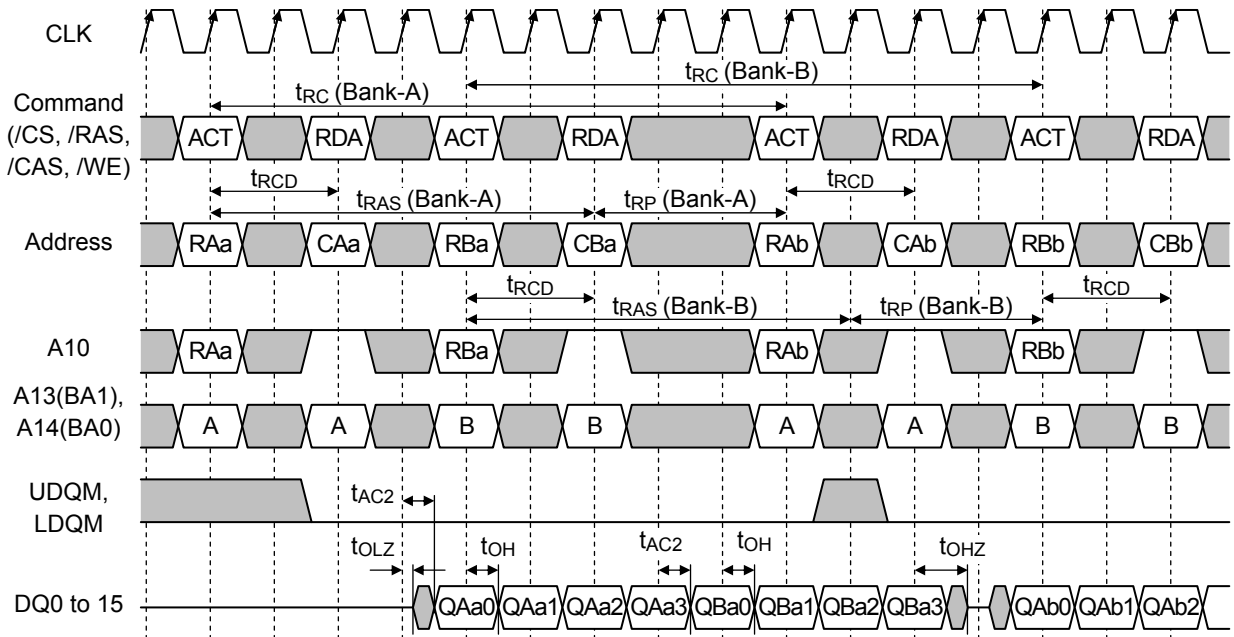 CLK
tRC (Bank-B)
tRC (Bank-A)
Command
(/CS, /RAS,
/CAS, /WE)
ACT RDA ACT RDA ACT RDA ACT RDA
tRCD tRCD
tRAS (Bank-A) tRP (Bank-A)
Address RAa CAa RBa CBa RAb CAb RBb CBb
tRCD tRCD
tRAS (Bank-B) tRP (Bank-B)
A10 RAa RBa RAb RBb
A13(BA1),
A14(BA0)
A A B B A A B B
UDQM,
LDQM
tAC2
tOLZ tOH tAC2 tOH tOHZ
DQ0 to 15 QAa0 QAa1 QAa2 QAa3 QBa0 QBa1 QBa2 QBa3 QAb0 QAb1 QAb2